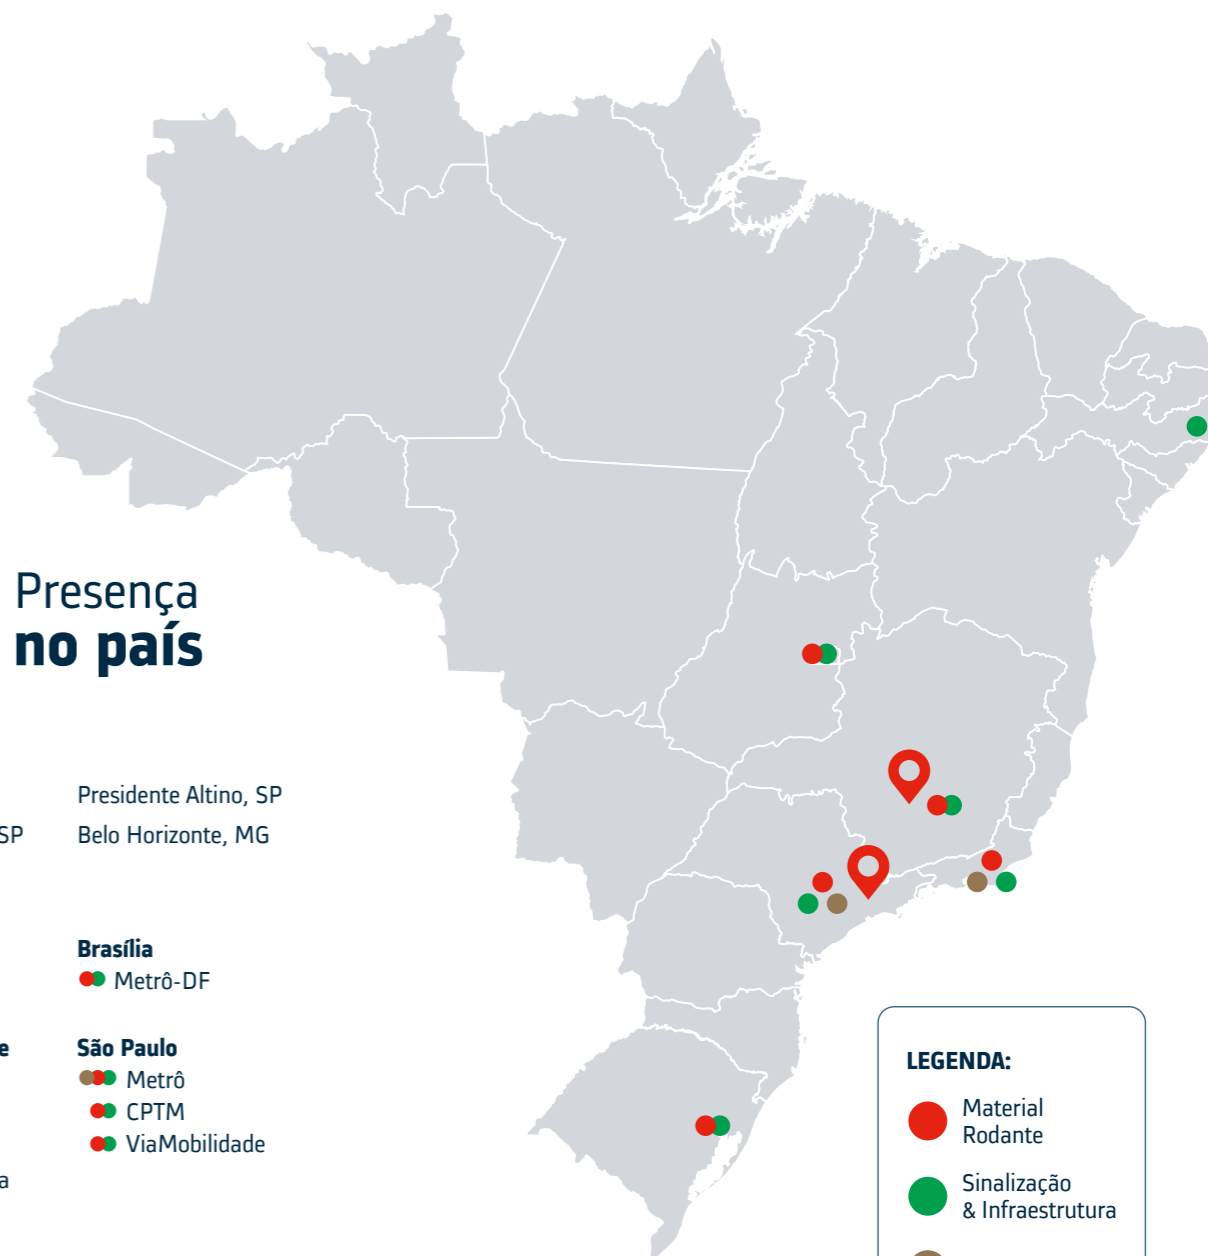 Presença
no país
Presidente Altino, SP
SP
Belo Horizonte, MG
Brasília
Metrô-DF
e
São Paulo
Metrô
CPTM
ViaMobilidade
a
LEGENDA:
Material
Rodante
Sinalização
& Infraestrutura